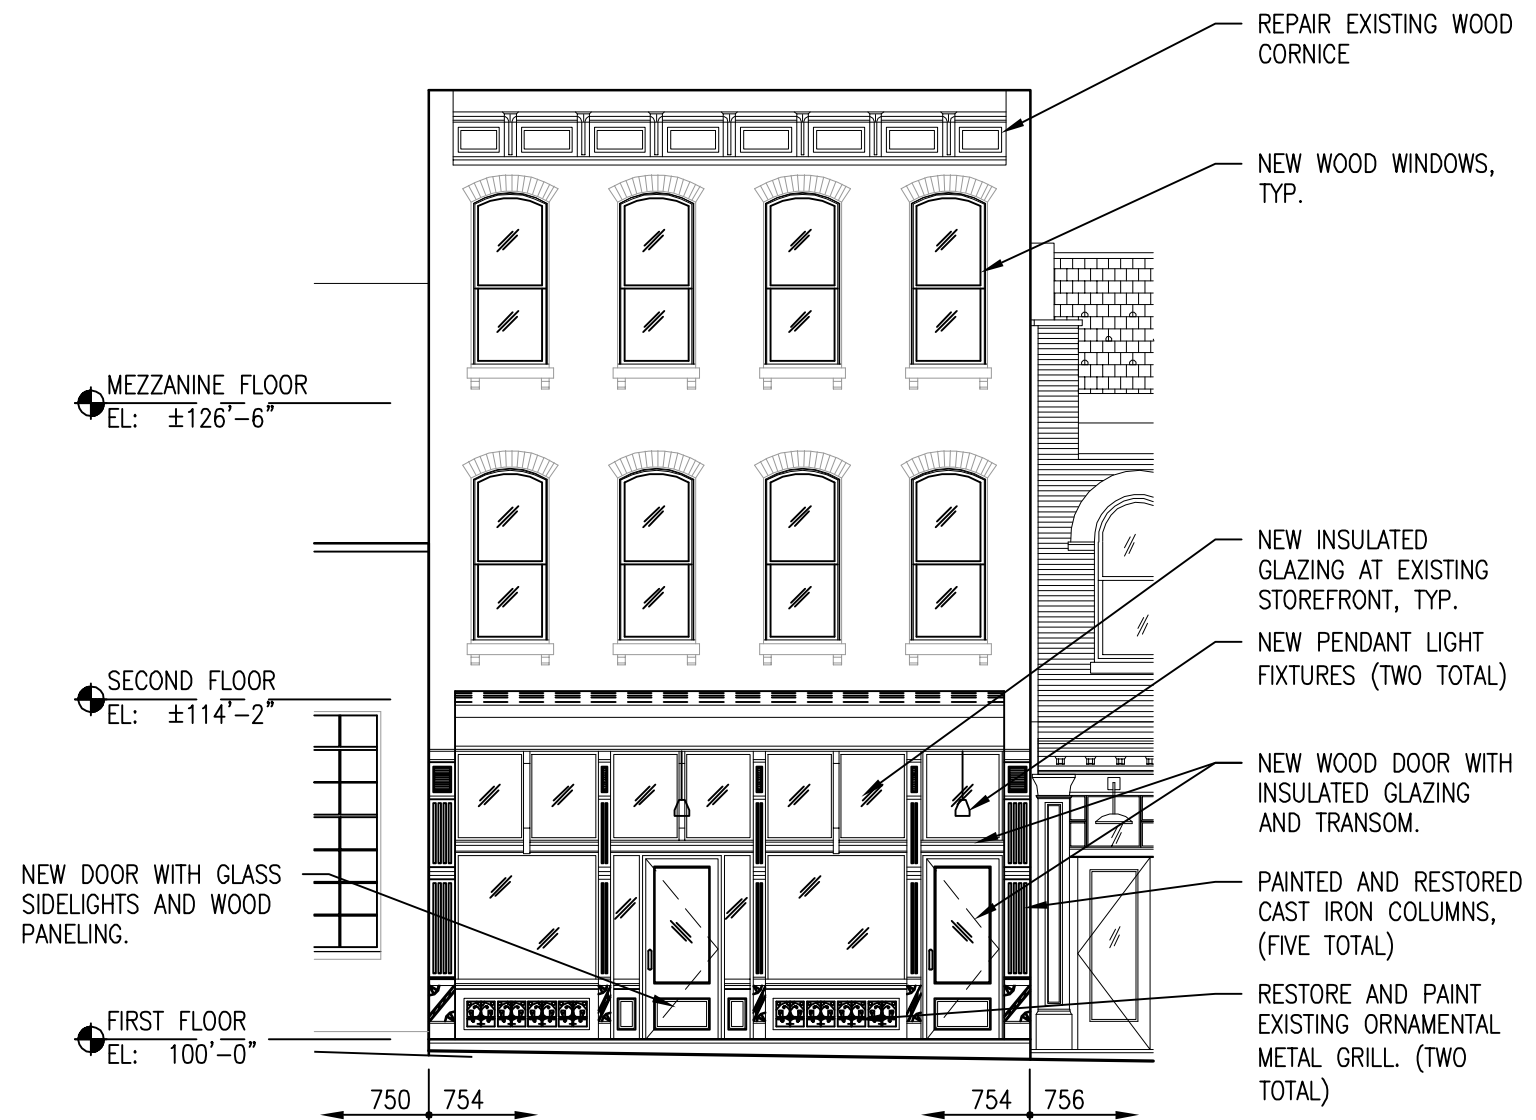 REPAIR EXISTING WOOD
CORNICE
NEW WOOD WINDOWS,
TYP.
MEZZANINE FLOOR
EL: ±126'-6"
NEW INSULATED
GLAZING AT EXISTING
STOREFRONT, TYP.
NEW PENDANT LIGHT
FIXTURES (TWO TOTAL)
SECOND FLOOR
EL: ±114'-2"
NEW WOOD DOOR WITH
INSULATED GLAZING
AND TRANSOM.
NEW DOOR WITH GLASS
SIDELIGHTS AND WOOD
PANELING.
PAINTED AND RESTORED
CAST IRON COLUMNS,
(FIVE TOTAL)
RESTORE AND PAINT
EXISTING ORNAMENTAL
METAL GRILL. (TWO
TOTAL)
FIRST FLOOR
EL: 100'-0"
750 754
754 756